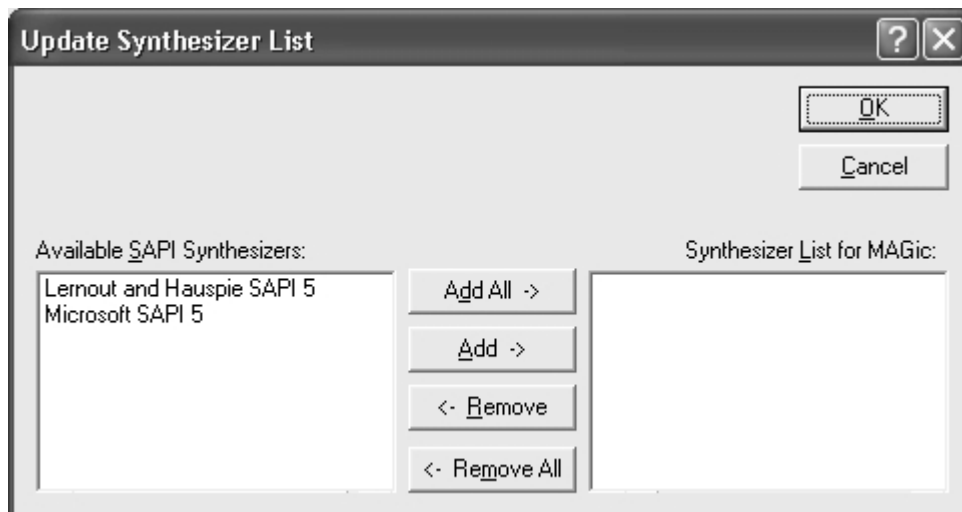 Update Synthesizer List
?
OK
Cancel
Available SAPI Synthesizers:
Synthesizer List for MAGic:
Lernout and Hauspie SAPI 5
Microsoft SAPI 5
Add All ->
Add ->
<- Remove
<- Remove All